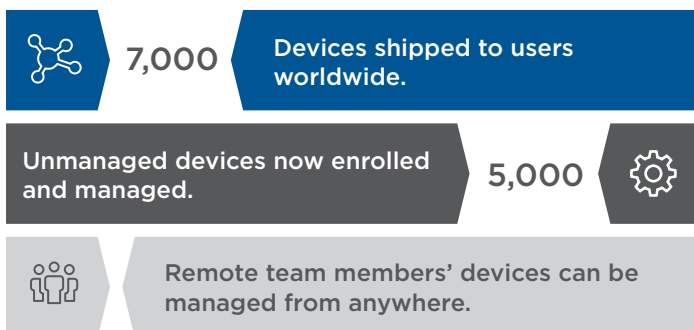 7,000
Devices shipped to users
worldwide.
Unmanaged devices now enrolled
and managed.
5,000
Remote team members’ devices can be
managed from anywhere.